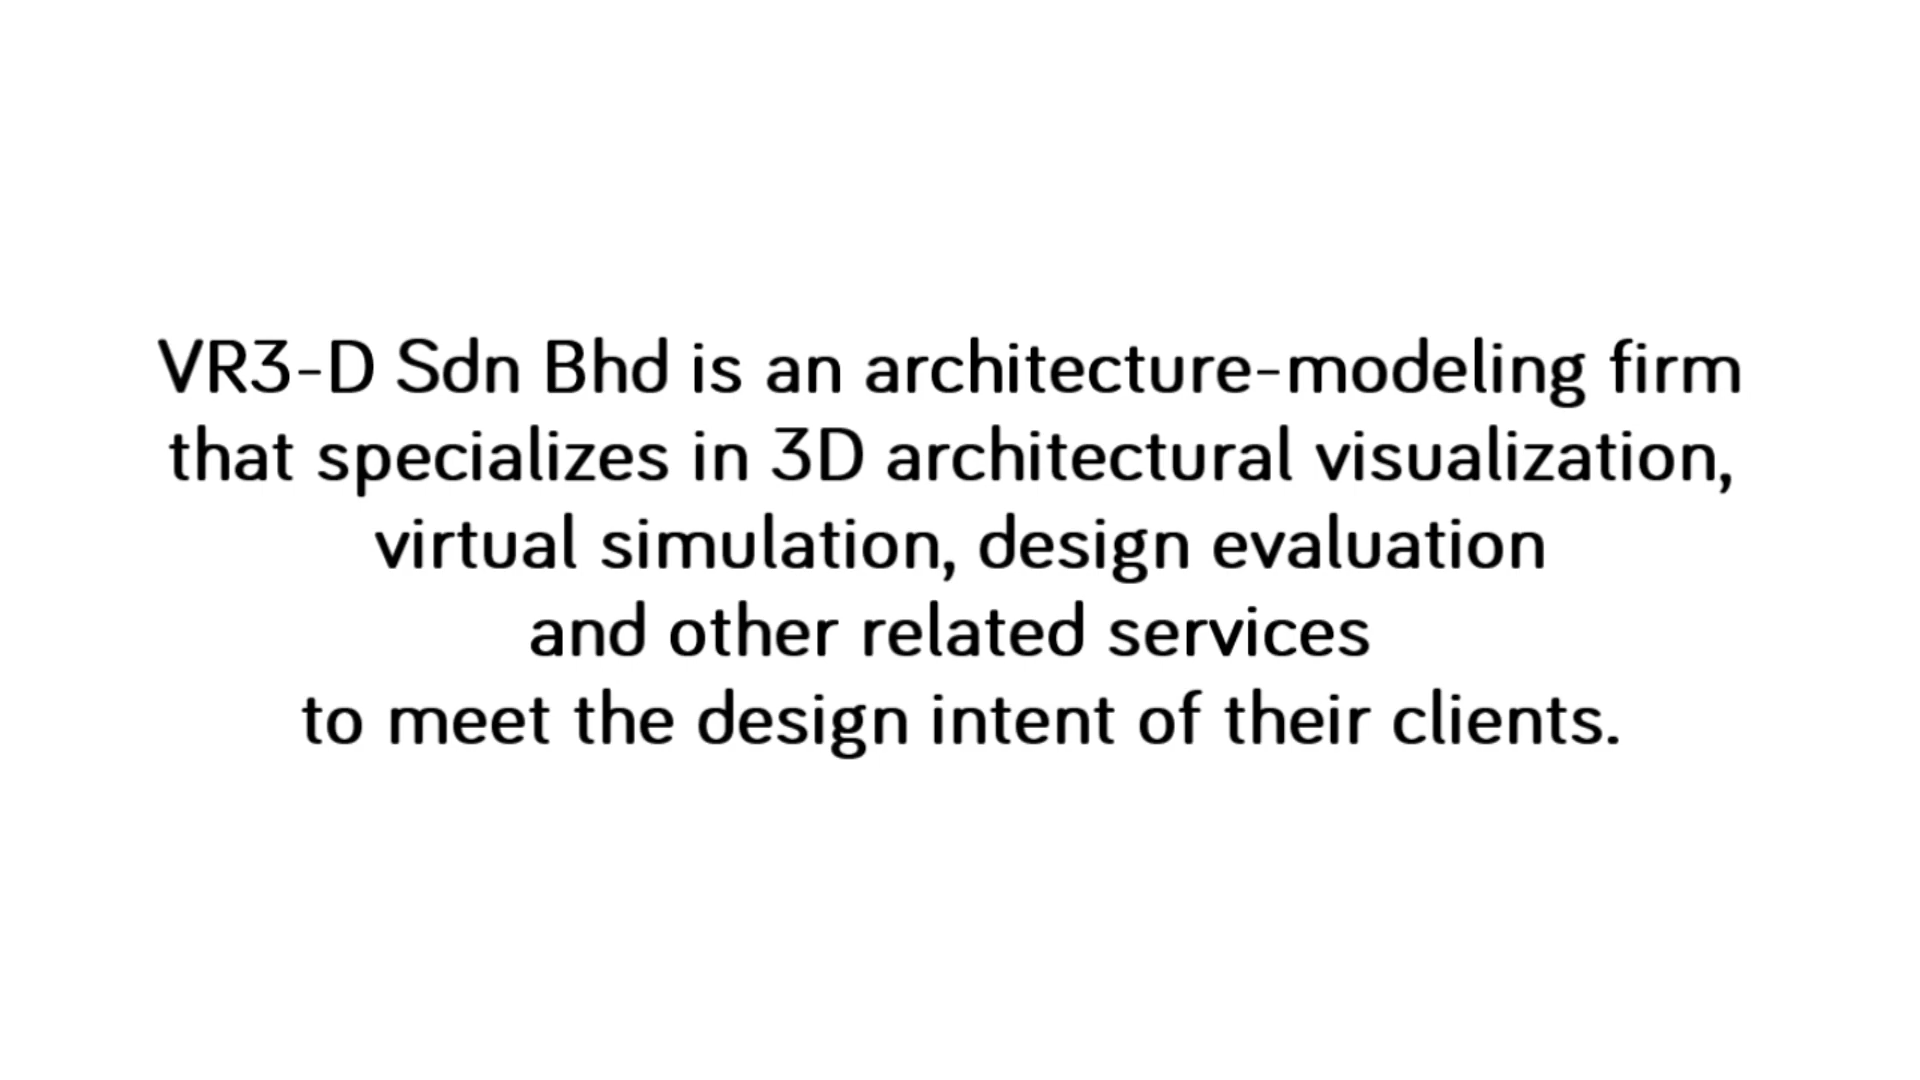 VR3-D Sdn Bhd is an architecture-modeling firm
that specializes in 3D architectural visualization,
virtual simulation, design evaluation
and other related services
to meet the design intent of their clients.